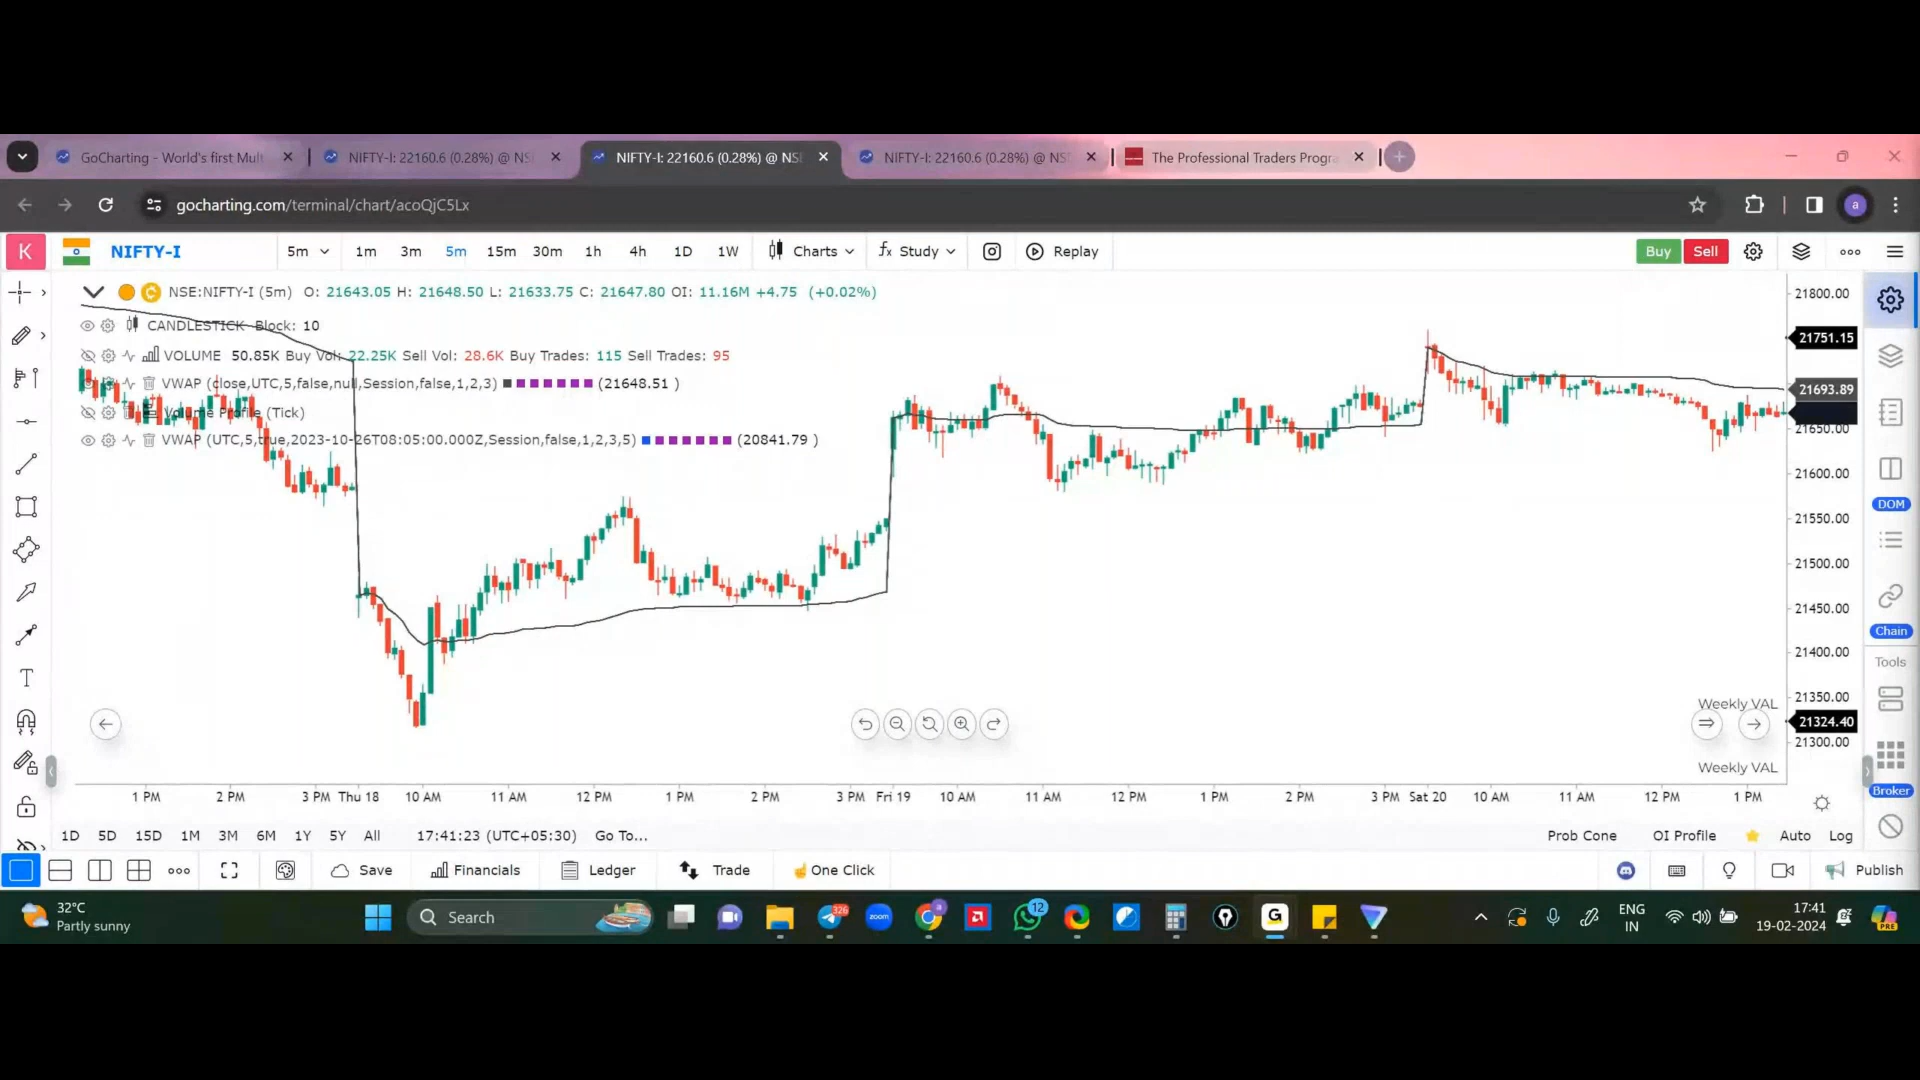 GoCharting - World's first Mul
NIFTY-I: 22160.6 (0.28%) @ NS
NIFTY-I: 22160.6 (0.28%) @ NS
NIFTY-I: 22160.6 (0.28%) @ NS
The Professional Traders Progra
gocharting.com/terminal/chart/acoQjC5Lx
a
K NIFTY-I 5m 1m 3m 5m 15m 30m 1h 4h 1D 1W Charts fx Study Replay Buy Sell
NSE:NIFTY-I (5m) O: 21643.05 H: 21648.50 L: 21633.75 C: 21647.80 OI: 11.16M +4.75 (+0.02%)
CANDLESTICK Block: 10
VOLUME 50.85K Buy Vol: 22.25K Sell Vol: 28.6K Buy Trades: 115 Sell Trades: 95
VWAP (close,UTC,5,false,null,Session,false,1,2,3) (21648.51 )
Volume Profile (Tick)
VWAP (UTC,5,true,2023-10-26T08:05:00.000Z,Session,false,1,2,3,5) (20841.79 )
21800.00
21751.15
21693.89
21650.00
21600.00
21550.00
21500.00
21450.00
21400.00
21350.00
21324.40
21300.00
Weekly VAL
Weekly VAL
DOM
Chain
Tools
Broker
T
1 PM 2 PM 3 PM Thu 18 10 AM 11 AM 12 PM 1 PM 2 PM 3 PM Fri 19 10 AM 11 AM 12 PM 1 PM 2 PM 3 PM Sat 20 10 AM 11 AM 12 PM 1 PM
1D 5D 15D 1M 3M 6M 1Y 5Y All 17:41:23 (UTC+05:30) Go To... Prob Cone OI Profile Auto Log
Save Financials Ledger Trade One Click Publish
32°C
Partly sunny
Search
326
zoom
a
12
G
ENG
IN
17:41
19-02-2024
PRE